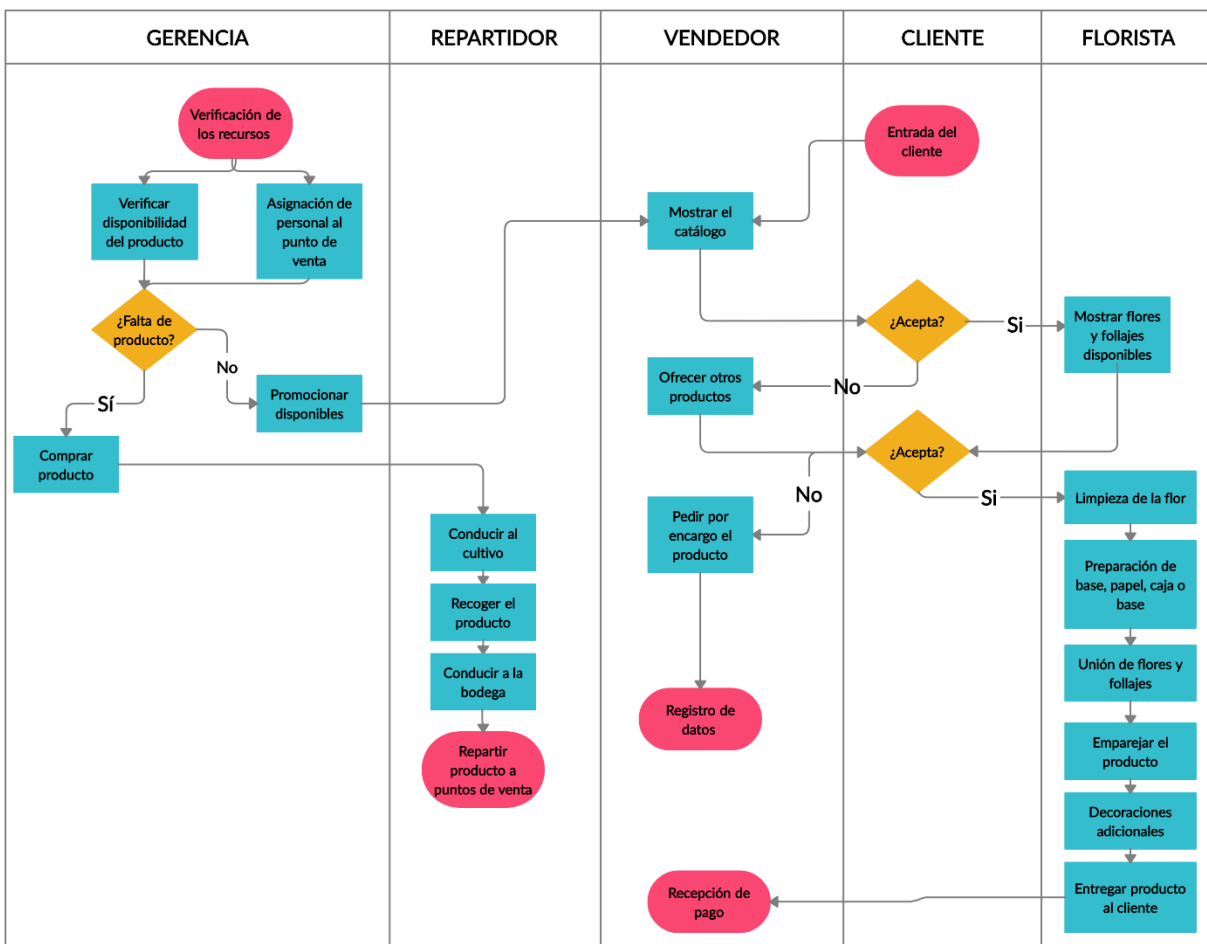 GERENCIA
REPARTIDOR
VENDEDOR
CLIENTE
FLORISTA
Verificación de
los recursos
Verificar
disponibilidad
del producto
Asignación de
personal al
punto de
venta
¿Falta de
producto?
No
Sí
Promocionar
disponibles
Comprar
producto
Conducir al
cultivo
Recoger el
producto
Conducir a la
bodega
Repartir
producto a
puntos de venta
Entrada del
cliente
Mostrar el
catálogo
¿Acepta?
Si
No
Mostrar flores
y follajes
disponibles
Ofrecer otros
productos
¿Acepta?
No
Si
Pedir por
encargo el
producto
Registro de
datos
Limpieza de la flor
Preparación de
base, papel, caja o
base
Unión de flores y
follajes
Emparejar el
producto
Decoraciones
adicionales
Entregar producto
al cliente
Recepción de
pago